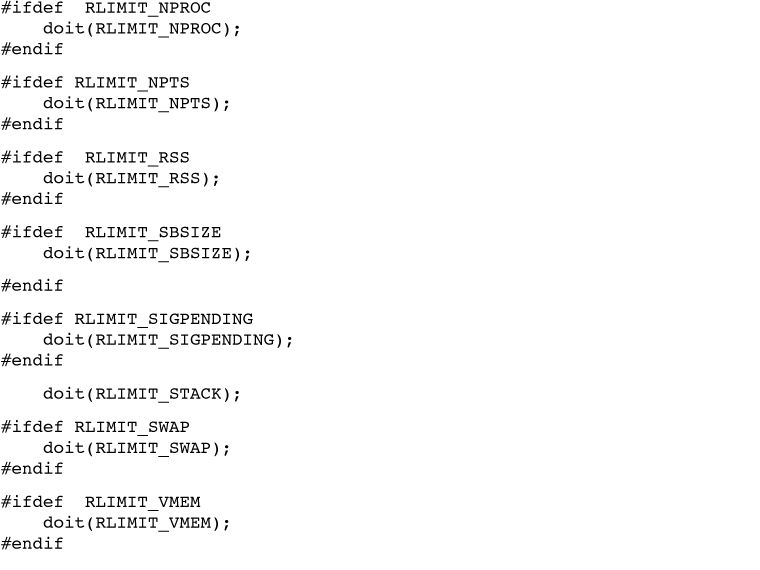 #ifdef  RLIMIT_NPROC
    doit(RLIMIT_NPROC);
#endif
#ifdef RLIMIT_NPTS
    doit(RLIMIT_NPTS);
#endif
#ifdef  RLIMIT_RSS
    doit(RLIMIT_RSS);
#endif
#ifdef  RLIMIT_SBSIZE
    doit(RLIMIT_SBSIZE);
#endif
#ifdef RLIMIT_SIGPENDING
    doit(RLIMIT_SIGPENDING);
#endif
    doit(RLIMIT_STACK);
#ifdef RLIMIT_SWAP
    doit(RLIMIT_SWAP);
#endif
#ifdef  RLIMIT_VMEM
    doit(RLIMIT_VMEM);
#endif